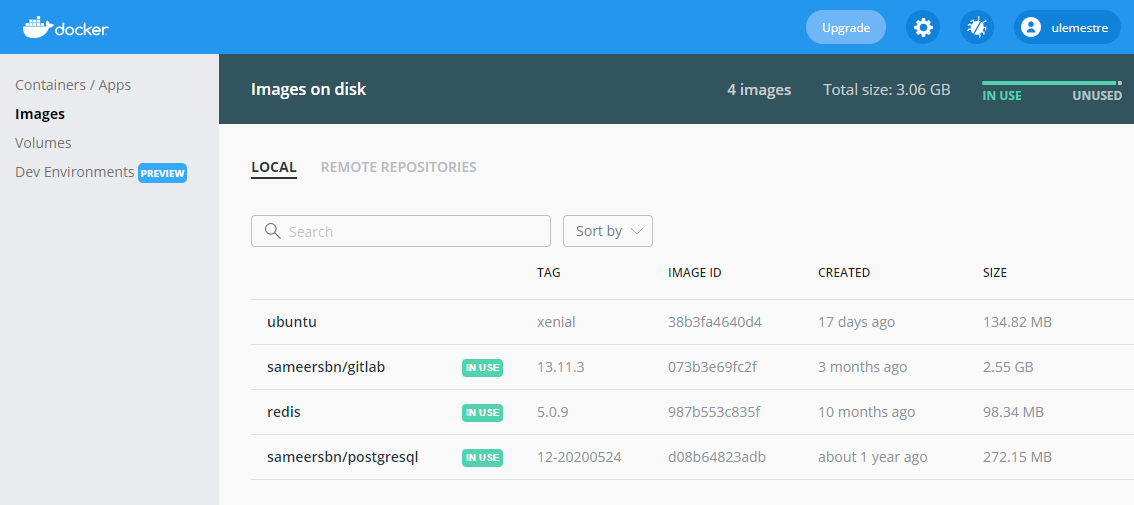 docker
Upgrade
ulemestre
Containers / Apps
Images
Volumes
Dev Environments PREVIEW
Images on disk
4 images
Total size: 3.06 GB
IN USE UNUSED
LOCAL REMOTE REPOSITORIES
Search
Sort by
TAG IMAGE ID CREATED SIZE
ubuntu xenial 38b3fa4640d4 17 days ago 134.82 MB
sameersbn/gitlab IN USE 13.11.3 073b3e69fc2f 3 months ago 2.55 GB
redis IN USE 5.0.9 987b553c835f 10 months ago 98.34 MB
sameersbn/postgresql IN USE 12-20200524 d08b64823adb about 1 year ago 272.15 MB